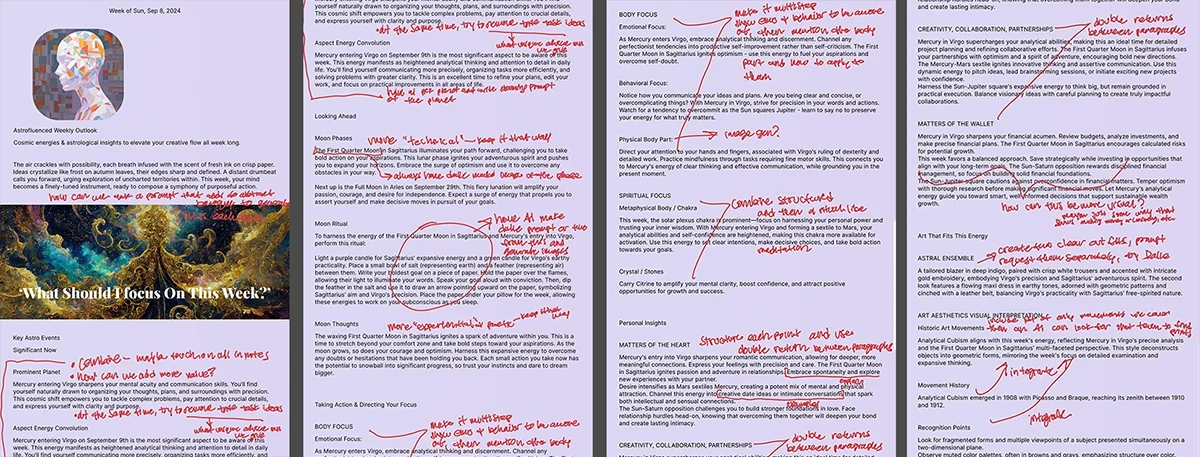 Week of Sun, Sep 8, 2024
Astrofluenced Weekly Outlook
Cosmic energies & astrological insights to elevate your creative flow all week long.
The air crackles with possibility, each breath infused with the scent of fresh ink on crisp paper.
Ideas crystallize like frost on autumn leaves, their edges sharp and defined. A distant drumbeat
calls you forward, urging exploration of uncharted territories within. This week, your mind
becomes a finely-tuned instrument, ready to compose a symphony of purposeful action.
how can we make a prompt that
"What Should I Focus On This Week?"
Key Astro Events
Significant Now
• Combine - multi touch on all notes
• How can we add more value?
Prominent Planet
Mercury entering Virgo sharpens your mental acuity and communication skills. You'll find
yourself naturally drawn to organizing your thoughts, plans, and surroundings with precision.
This cosmic shift empowers you to tackle complex problems, pay attention to crucial details,
and express yourself with clarity and purpose.
• At the same time, try to resume time task ideas
what unique advice can we give
Aspect Energy Convolution
Mercury entering Virgo on September 9th is the most significant aspect to be aware of this
week. This energy manifests as heightened analytical thinking and attention to detail in daily
life. You'll find yourself communicating more precisely, organizing tasks more efficiently, and
yourself naturally drawn to organizing your thoughts, plans, and surroundings with precision.
This cosmic shift empowers you to tackle complex problems, pay attention to crucial details,
and express yourself with clarity and purpose.
• At the same time, try to resume time task ideas
what unique advice can we give
Aspect Energy Convolution
Mercury entering Virgo on September 9th is the most significant aspect to be aware of this
week. This energy manifests as heightened analytical thinking and attention to detail in daily
life. You'll find yourself communicating more precisely, organizing tasks more efficiently, and
solving problems with greater clarity. This is an excellent time to refine your plans, edit your
work, and focus on practical improvements in all areas of life.
have ai get planet and write drawing prompt
of the planet
Looking Ahead
Moon Phases
more "technical" - keep it that way
The First Quarter Moon in Sagittarius illuminates your path forward, challenging you to take
bold action on your aspirations. This lunar phase ignites your adventurous spirit and pushes
you to expand your horizons. Embrace the surge of optimism and use it to overcome any
obstacles in your way.
always have dalle made image of the phase
Next up is the Full Moon in Aries on September 29th. This fiery lunation will amplify your
passion, courage, and desire for independence. Expect a surge of energy that propels you to
assert yourself and make decisive moves in pursuit of your goals.
Moon Ritual
have AI make
dalle prompt or two
from this and
generate images
To harness the energy of the First Quarter Moon in Sagittarius and Mercury's entry into Virgo,
perform this ritual:
Light a purple candle for Sagittarius' expansive energy and a green candle for Virgo's earthy
practicality. Place a small bowl of salt (representing earth) and a feather (representing air)
between them. Write your boldest goal on a piece of paper. Hold the paper over the flames,
allowing their light to illuminate your words. Speak your goal aloud with conviction. Then, dip
the feather in the salt and use it to draw an arrow pointing upward on the paper, symbolizing
Sagittarius' aim and Virgo's precision. Place the paper under your pillow for the week, allowing
these energies to work on your subconscious as you sleep.
Moon Thoughts
more "experiential" & poetic - keep it that way
The waxing First Quarter Moon in Sagittarius ignites a spark of adventure within you. This is a
time to stretch beyond your comfort zone and take bold steps toward your aspirations. As the
moon grows, so does your courage and optimism. Harness this expansive energy to overcome
any doubts or hesitations that have been holding you back. Each small action you take now has
the potential to snowball into significant progress, so trust your instincts and dare to dream
bigger.
Taking Action & Directing Your Focus
BODY FOCUS
make it multistep
show emo & behavior to be aware
of, then mention the body
Emotional Focus:
As Mercury enters Virgo, embrace analytical thinking and discernment. Channel any
BODY FOCUS
make it multistep
show emo & behavior to be aware
of, then mention the body
part and how to apply to
them
Emotional Focus:
As Mercury enters Virgo, embrace analytical thinking and discernment. Channel any
perfectionist tendencies into productive self-improvement rather than self-criticism. The
First Quarter Moon in Sagittarius ignites optimism - use this energy to fuel your aspirations and
overcome self-doubt.
Behavioral Focus:
Notice how you communicate your ideas and plans. Are you being clear and concise, or
overcomplicating things? With Mercury in Virgo, strive for precision in your words and actions.
Watch for a tendency to overcommit as the Sun squares Jupiter - learn to say no to preserve
your energy for what truly matters.
Physical Body Part:
image gen?
Direct your attention to your hands and fingers, associated with Virgo's ruling of dexterity and
detailed work. Practice mindfulness through tasks requiring fine motor skills. This connects you
to Mercury's energy of clear thinking and effective communication, while grounding you in the
present moment.
SPIRITUAL FOCUS
Metaphysical Body / Chakra
combine structured
and then a ritual like
meditation
This week, the solar plexus chakra is prominent—focus on harnessing your personal power and
trusting your inner wisdom. With Mercury entering Virgo and forming a sextile to Mars, your
analytical abilities and self-confidence are heightened, making this chakra more available for
activation. Use this energy to set clear intentions, make decisive choices, and take bold action
towards your goals.
Crystal / Stones
Carry Citrine to amplify your mental clarity, boost confidence, and attract positive
opportunities for growth and success.
Personal Insights
structure each point and use
double return between paragraphs
MATTERS OF THE HEART
Mercury's entry into Virgo sharpens your romantic communication, allowing for deeper, more
meaningful connections. Express your feelings with precision and care. The First Quarter Moon
in Sagittarius ignites passion and adventure in relationships. Embrace spontaneity and explore
new experiences with your partner.
explain
Desire intensifies as Mars sextiles Mercury, creating a potent mix of mental and physical
attraction. Channel this energy into creative date ideas or intimate conversations that spark
both intellectual and sensual connections.
examples
The Sun-Saturn opposition challenges you to build stronger foundations in love. Face
relationship hurdles head-on, knowing that overcoming them together will deepen your bond
and create lasting intimacy.
CREATIVITY, COLLABORATION, PARTNERSHIPS
double returns
between paragraphs
and create lasting intimacy.
double returns
between paragraphs
CREATIVITY, COLLABORATION, PARTNERSHIPS
Mercury in Virgo supercharges your analytical abilities, making this an ideal time for detailed
project planning and refining collaborative efforts. The First Quarter Moon in Sagittarius infuses
your partnerships with optimism and a spirit of adventure, encouraging bold new directions.
The Mercury-Mars sextile ignites innovative thinking and assertive communication. Use this
dynamic energy to pitch ideas, lead brainstorming sessions, or initiate exciting new projects
with confidence.
Harness the Sun-Jupiter square's expansive energy to think big, but remain grounded in
practical execution. Balance visionary ideas with careful planning to create truly impactful
collaborations.
MATTERS OF THE WALLET
Mercury in Virgo sharpens your financial acumen. Review budgets, analyze investments, and
make precise financial plans. The First Quarter Moon in Sagittarius encourages calculated risks
for potential growth.
This week favors a balanced approach. Save strategically while investing in opportunities that
align with your long-term goals. The Sun-Saturn opposition rewards disciplined financial
management, so focus on building solid financial foundations.
The Sun-Jupiter square cautions against overconfidence in financial matters. Temper optimism
with thorough research before making significant financial moves. Let Mercury's analytical
energy guide you toward smart, well-informed decisions that support sustainable wealth
growth.
how can this be more visual?
Art That Fits This Energy
ASTRAL ENSEMBLE
create two clear outfits, prompt
request them separately, try Dalle
A tailored blazer in deep indigo, paired with crisp white trousers and accented with intricate
gold embroidery, embodying Virgo's precision and Sagittarius' adventurous spirit. The second
look features a flowing maxi dress in earthy tones, adorned with geometric patterns and
cinched with a leather belt, balancing Virgo's practicality with Sagittarius' free-spirited nature.
ART AESTHETICS VISUAL INTERPRETATION
Historic Art Movements
Analytical Cubism aligns with this week's energy, reflecting Mercury in Virgo's precise analysis
and the First Quarter Moon in Sagittarius' multi-faceted perspective. This style deconstructs
objects into geometric forms, mirroring the week's focus on detailed examination and
expansive thinking.
integrate
Movement History
Analytical Cubism emerged in 1908 with Picasso and Braque, reaching its zenith between 1910
and 1912.
integrate
Recognition Points
Look for fragmented forms and multiple viewpoints of a subject presented simultaneously on a
two-dimensional plane.
Observe muted color palettes, often in browns and grays, emphasizing structure over color.